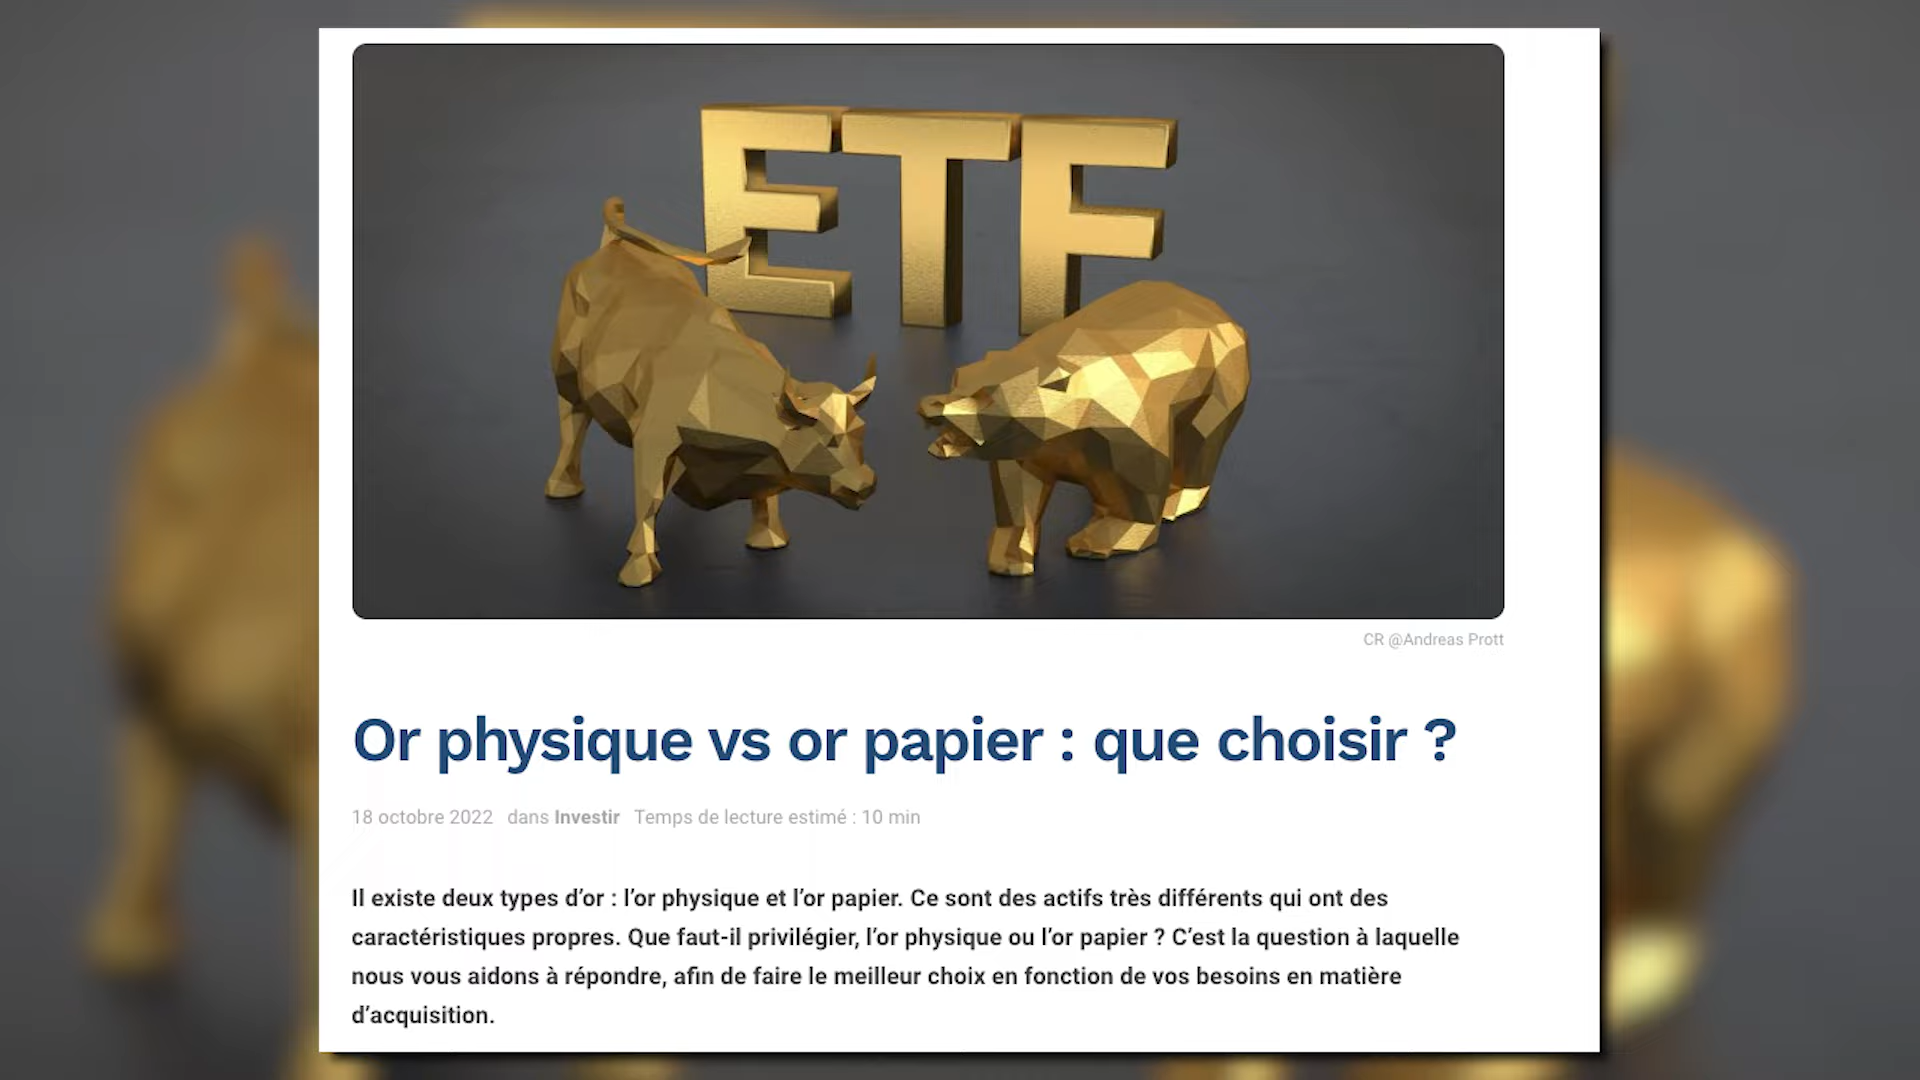 ETF
CR @Andreas Prott
Or physique vs or papier : que choisir ?
18 octobre 2022 dans Investir Temps de lecture estimé : 10 min
Il existe deux types d’or : l’or physique et l’or papier. Ce sont des actifs très différents qui ont des
caractéristiques propres. Que faut-il privilégier, l’or physique ou l’or papier ? C’est la question à laquelle
nous vous aidons à répondre, afin de faire le meilleur choix en fonction de vos besoins en matière
d’acquisition.